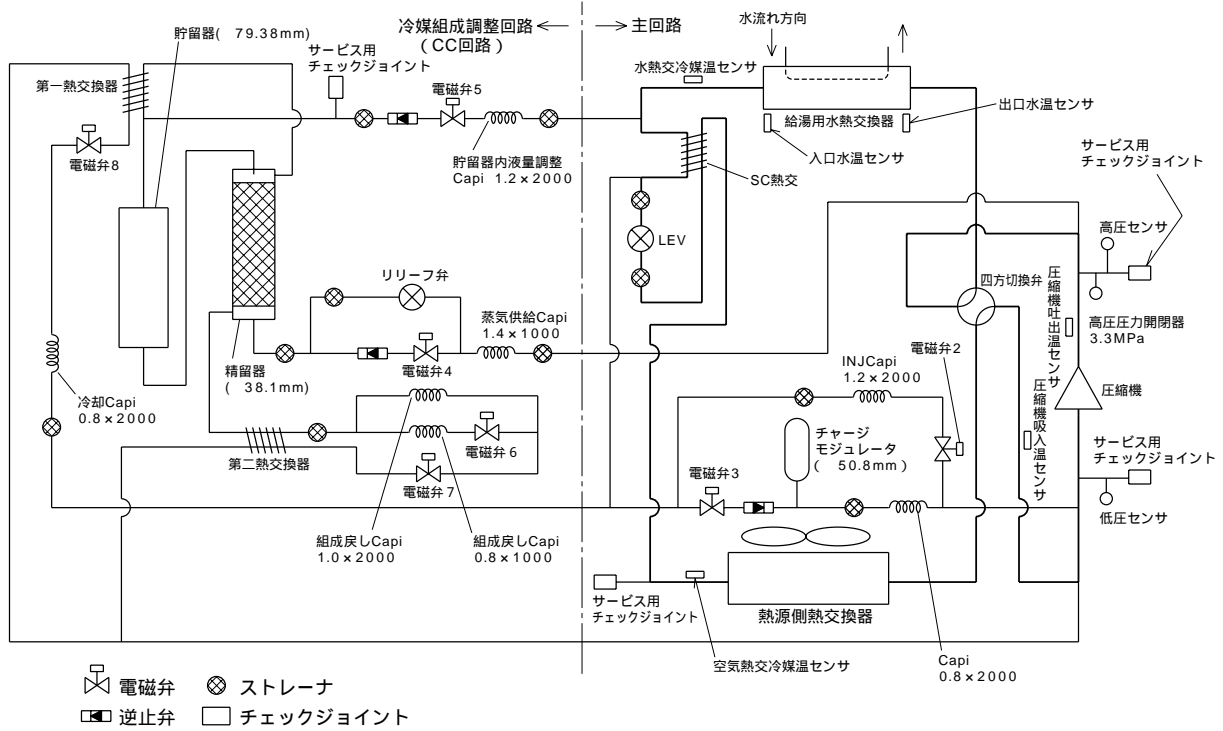 冷媒組成調整回路
（CC回路）
主回路
水流れ方向
貯留器(　79.38mm)
サービス用
チェックジョイント
第一熱交換器
電磁弁5
水熱交冷媒温センサ
出口水温センサ
給湯用水熱交換器
入口水温センサ
サービス用
チェックジョイント
電磁弁8
貯留器内液量調整
Capi 1.2×2000
SC熱交
高圧センサ
LEV
リリーフ弁
四方切換弁
圧縮機吐出温センサ
高圧圧力開閉器
3.3MPa
蒸気供給Capi
1.4×1000
電磁弁4
INJCapi
1.2×2000
電磁弁2
精留器
(　38.1mm)
圧縮機
冷却Capi
0.8×2000
圧縮機吸入温センサ
チャージ
モジュレータ
(　50.8mm)
サービス用
チェックジョイント
電磁弁6
第二熱交換器
電磁弁3
電磁弁7
低圧センサ
組成戻しCapi
1.0×2000
組成戻しCapi
0.8×1000
サービス用
チェックジョイント
熱源側熱交換器
空気熱交冷媒温センサ
Capi
0.8×2000
電磁弁
ストレーナ
逆止弁
チェックジョイント